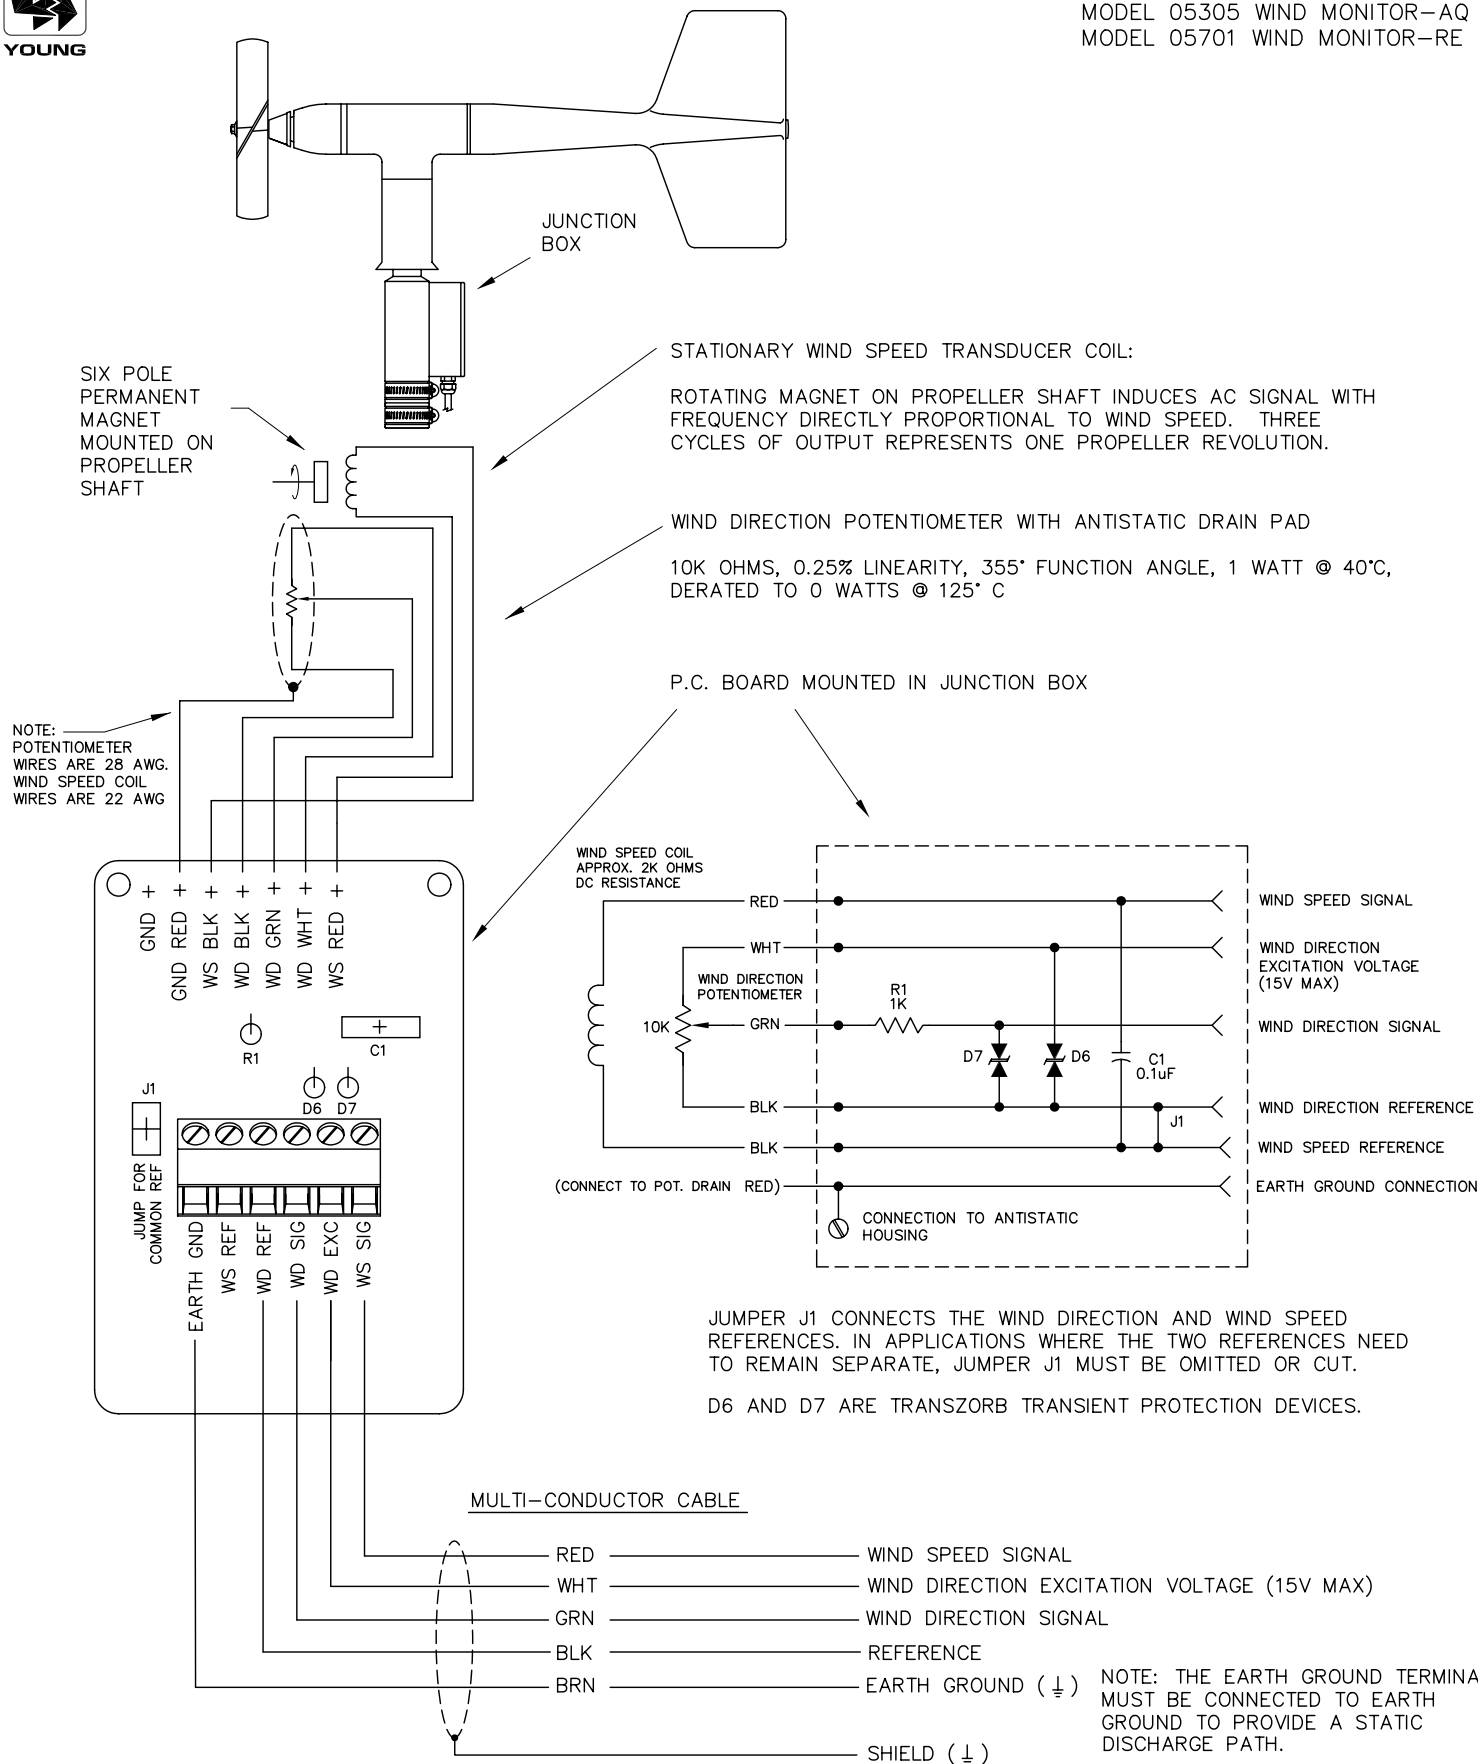 YOUNG
MODEL 05305 WIND MONITOR-AQ
MODEL 05701 WIND MONITOR-RE
JUNCTION
BOX
SIX POLE
PERMANENT
MAGNET
MOUNTED ON
PROPELLER
SHAFT
STATIONARY WIND SPEED TRANSDUCER COIL:
ROTATING MAGNET ON PROPELLER SHAFT INDUCES AC SIGNAL WITH
FREQUENCY DIRECTLY PROPORTIONAL TO WIND SPEED. THREE
CYCLES OF OUTPUT REPRESENTS ONE PROPELLER REVOLUTION.
WIND DIRECTION POTENTIOMETER WITH ANTISTATIC DRAIN PAD
10K OHMS, 0.25% LINEARITY, 355° FUNCTION ANGLE, 1 WATT @ 40°C,
DERATED TO 0 WATTS @ 125° C
P.C. BOARD MOUNTED IN JUNCTION BOX
NOTE:
POTENTIOMETER
WIRES ARE 28 AWG.
WIND SPEED COIL
WIRES ARE 22 AWG
GND +
GND RED +
WS BLK +
WD BLK +
WD GRN +
WD WHT +
WS RED +
R1
C1
J1
D6 D7
JUMP FOR
COMMON REF
EARTH GND
WS REF
WD REF
WD SIG
WD EXC
WS SIG
WIND SPEED COIL
APPROX. 2K OHMS
DC RESISTANCE
RED
WIND SPEED SIGNAL
WHT
WIND DIRECTION
EXCITATION VOLTAGE
(15V MAX)
WIND DIRECTION
POTENTIOMETER
10K
GRN
R1
1K
WIND DIRECTION SIGNAL
D7
D6
C1
0.1uF
BLK
WIND DIRECTION REFERENCE
J1
BLK
WIND SPEED REFERENCE
(CONNECT TO POT. DRAIN RED)
EARTH GROUND CONNECTION
CONNECTION TO ANTISTATIC
HOUSING
JUMPER J1 CONNECTS THE WIND DIRECTION AND WIND SPEED
REFERENCES. IN APPLICATIONS WHERE THE TWO REFERENCES NEED
TO REMAIN SEPARATE, JUMPER J1 MUST BE OMITTED OR CUT.
D6 AND D7 ARE TRANSZORB TRANSIENT PROTECTION DEVICES.
MULTI-CONDUCTOR CABLE
RED WIND SPEED SIGNAL
WHT WIND DIRECTION EXCITATION VOLTAGE (15V MAX)
GRN WIND DIRECTION SIGNAL
BLK REFERENCE
BRN EARTH GROUND (⏚)
SHIELD (⏚)
NOTE: THE EARTH GROUND TERMINA
MUST BE CONNECTED TO EARTH
GROUND TO PROVIDE A STATIC
DISCHARGE PATH.